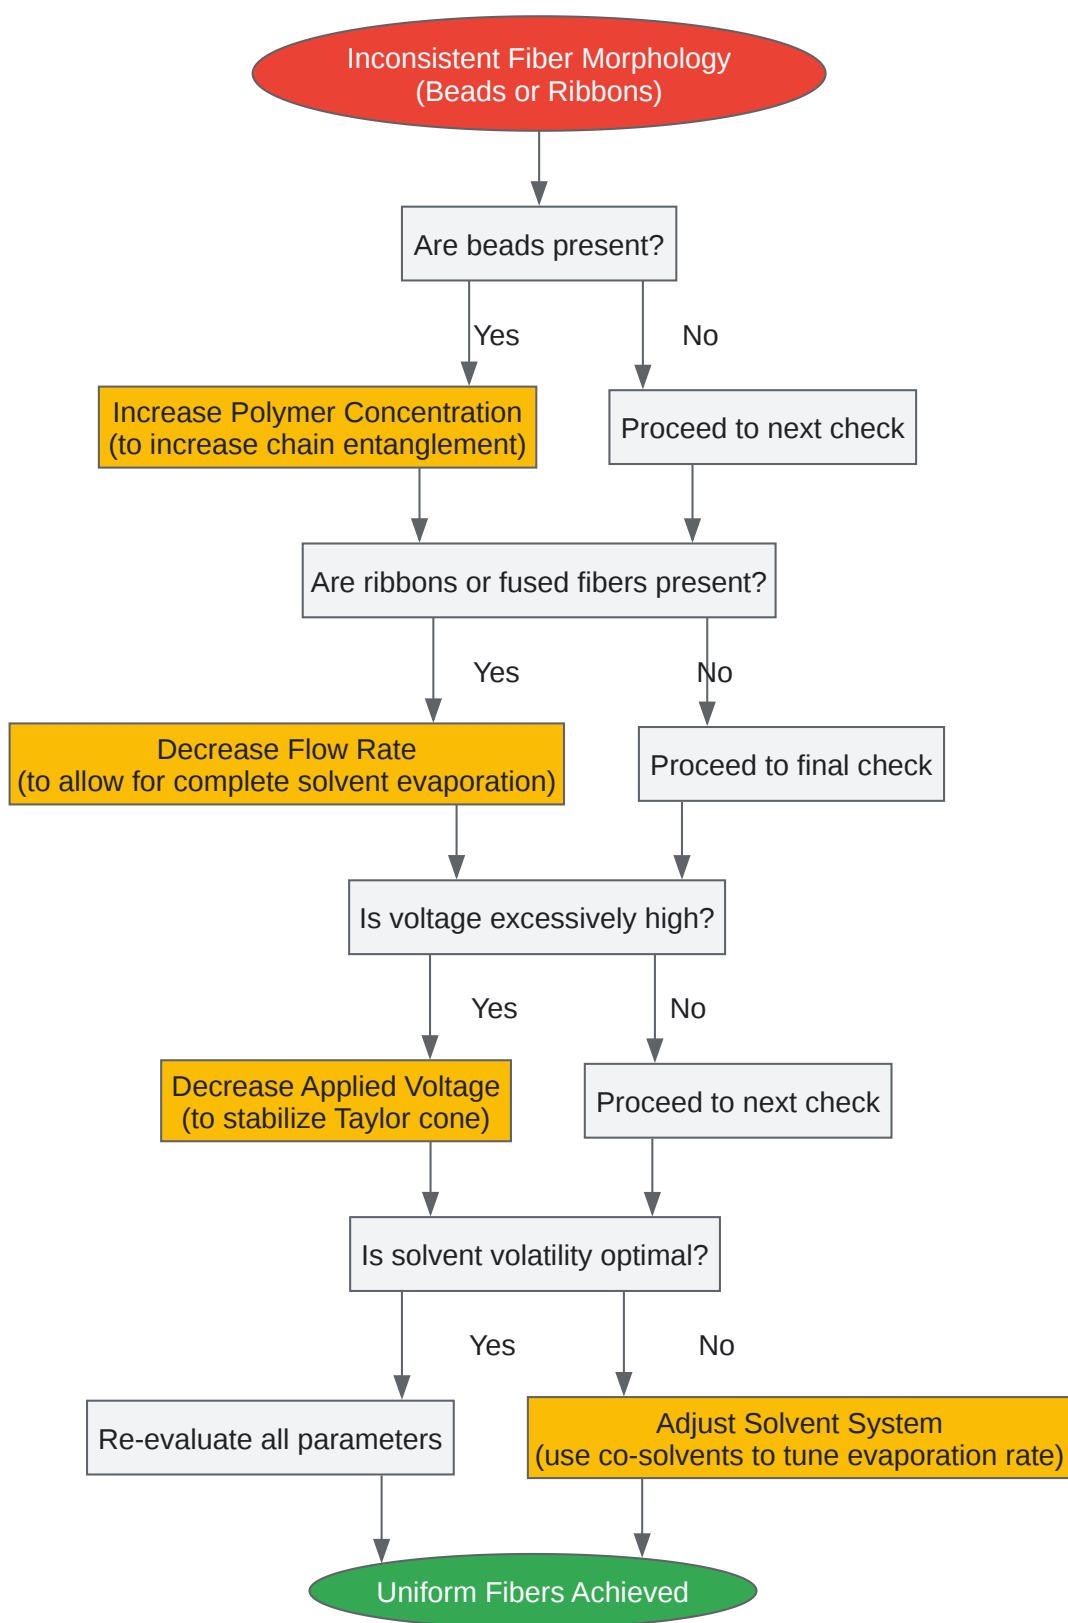 Inconsistent Fiber Morphology
(Beads or Ribbons)
Are beads present?
Yes
No
Increase Polymer Concentration
(to increase chain entanglement)
Proceed to next check
Are ribbons or fused fibers present?
Yes
No
Decrease Flow Rate
(to allow for complete solvent evaporation)
Proceed to final check
Is voltage excessively high?
Yes
No
Decrease Applied Voltage
(to stabilize Taylor cone)
Proceed to next check
Is solvent volatility optimal?
Yes
No
Re-evaluate all parameters
Adjust Solvent System
(use co-solvents to tune evaporation rate)
Uniform Fibers Achieved